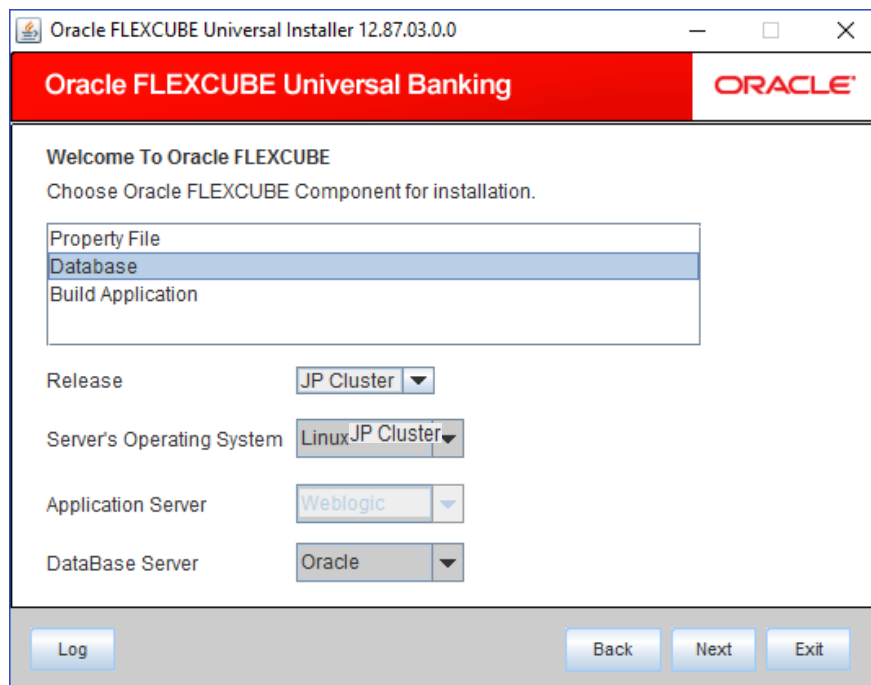 Oracle FLEXCUBE Universal Installer 12.87.03.0.0
Oracle FLEXCUBE Universal Banking
ORACLE
Welcome To Oracle FLEXCUBE
Choose Oracle FLEXCUBE Component for installation.
Property File
Database
Build Application
Release JP Cluster
Server's Operating System Linux JP Cluster
Application Server Weblogic
DataBase Server Oracle
Log Back Next Exit